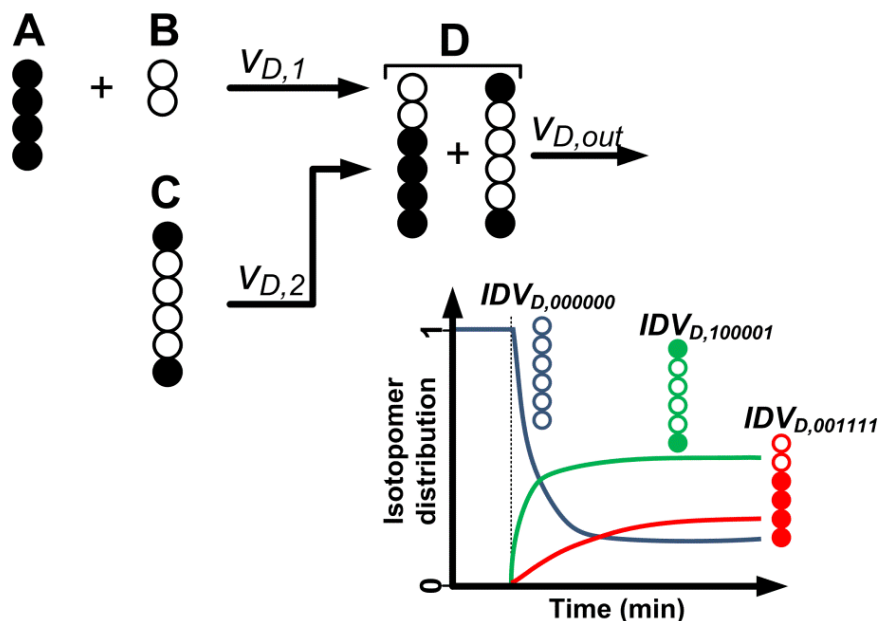 A
+
B
V_D,1
D
+
V_D,out
C
V_D,2
IDV_D,000000
IDV_D,100001
IDV_D,001111
1
0
Isotopomer
distribution
Time (min)